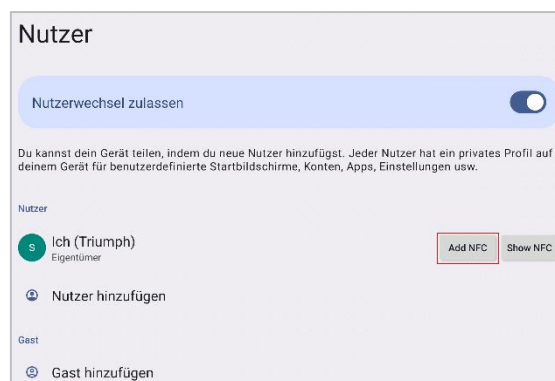 Nutzer
Nutzerwechsel zulassen
Du kannst dein Gerät teilen, indem du neue Nutzer hinzufügst. Jeder Nutzer hat ein privates Profil auf
deinem Gerät für benutzerdefinierte Startbildschirme, Konten, Apps, Einstellungen usw.
Nutzer
S
Ich (Triumph)
Eigentümer
Add NFC
Show NFC
Nutzer hinzufügen
Gast
Gast hinzufügen